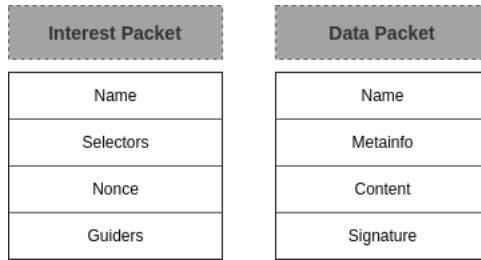 Interest Packet
Name
Selectors
Nonce
Guiders
Data Packet
Name
Metainfo
Content
Signature